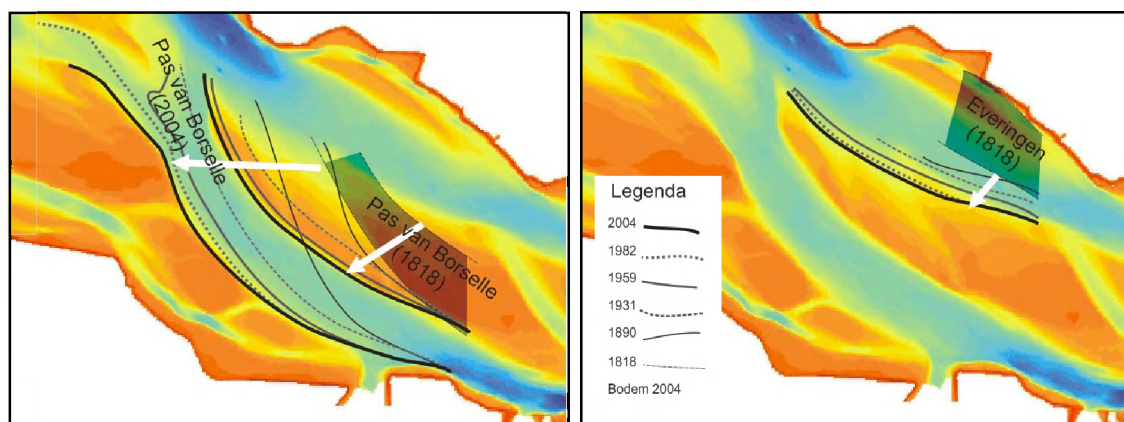 Pas van Borselle
(2004)
Pas van Borselle
(1818)
Everingen
(1818)
Legenda
2004
1982
1959
1931
1890
1818
Bodem 2004